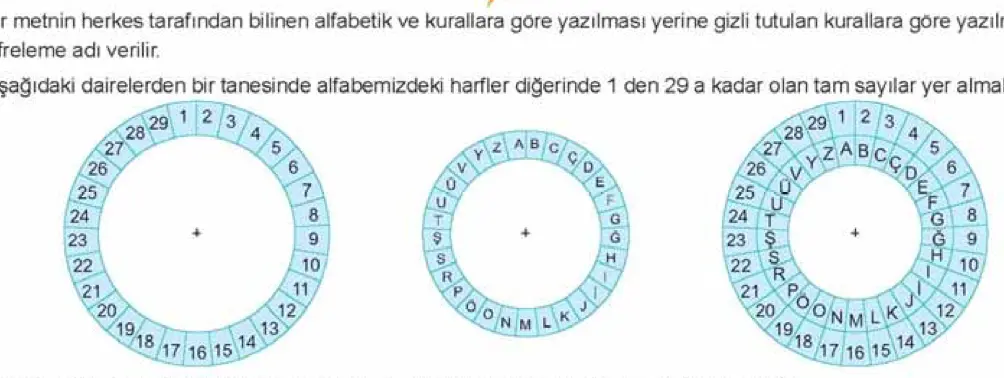 r metnin herkes tarafından bilinen alfabetik ve kurallara göre yazılması yerine gizli tutulan kurallara göre yazılr
freleme adı verilir.
şağıdaki dairelerden bir tanesinde alfabemizdeki harfler diğerinde 1 den 29 a kadar olan tam sayılar yer almal
1 2 3 4 5 6 7 8 9 10 11 12 13 14 15 16 17 18 19 20 21 22 23 24 25 26 27 28 29
A B C Ç D E F G Ğ H I İ J K L M N O Ö P R S Ş T U Ü V Y Z
1 2 3 4 5 6 7 8 9 10 11 12 13 14 15 16 17 18 19 20 21 22 23 24 25 26 27 28 29
A B C Ç D E F G Ğ H I İ J K L M N O Ö P R S Ş T U Ü V Y Z